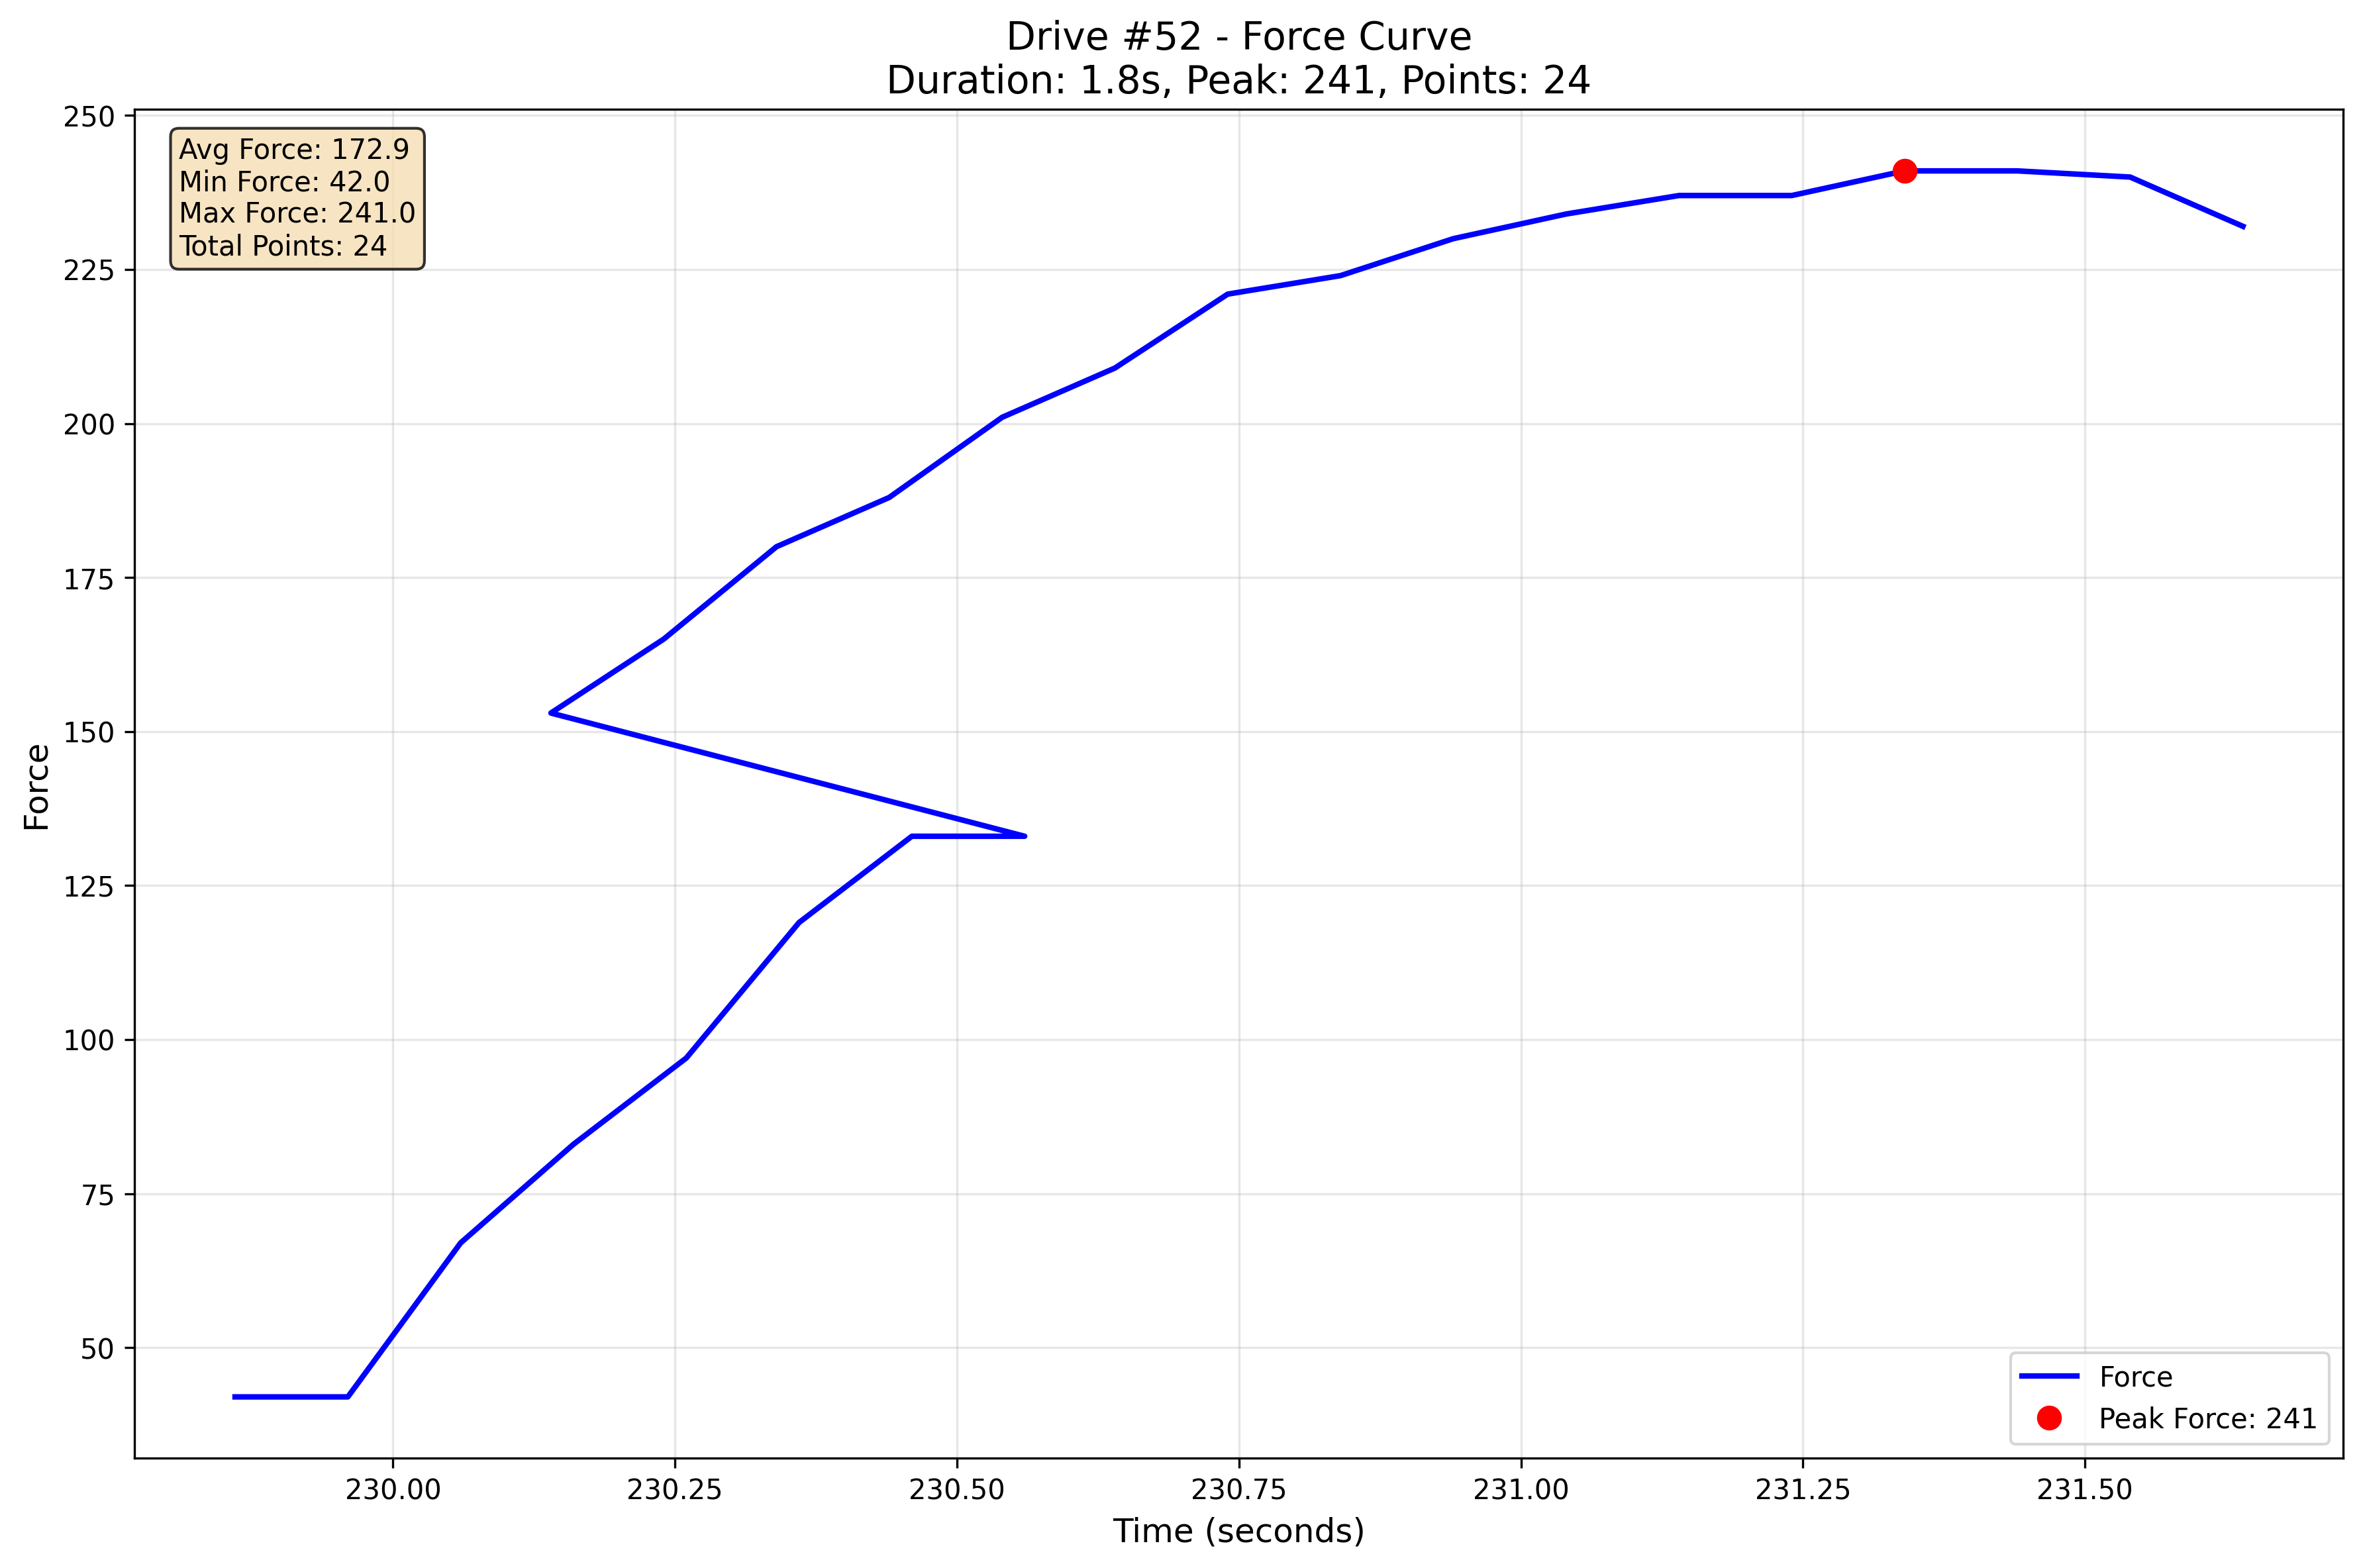 Drive #52 - Force Curve
Duration: 1.8s, Peak: 241, Points: 24
Avg Force: 172.9
Min Force: 42.0
Max Force: 241.0
Total Points: 24
250
225
200
175
150
125
100
75
50
Force
Force
Peak Force: 241
230.00
230.25
230.50
230.75
231.00
231.25
231.50
Time (seconds)